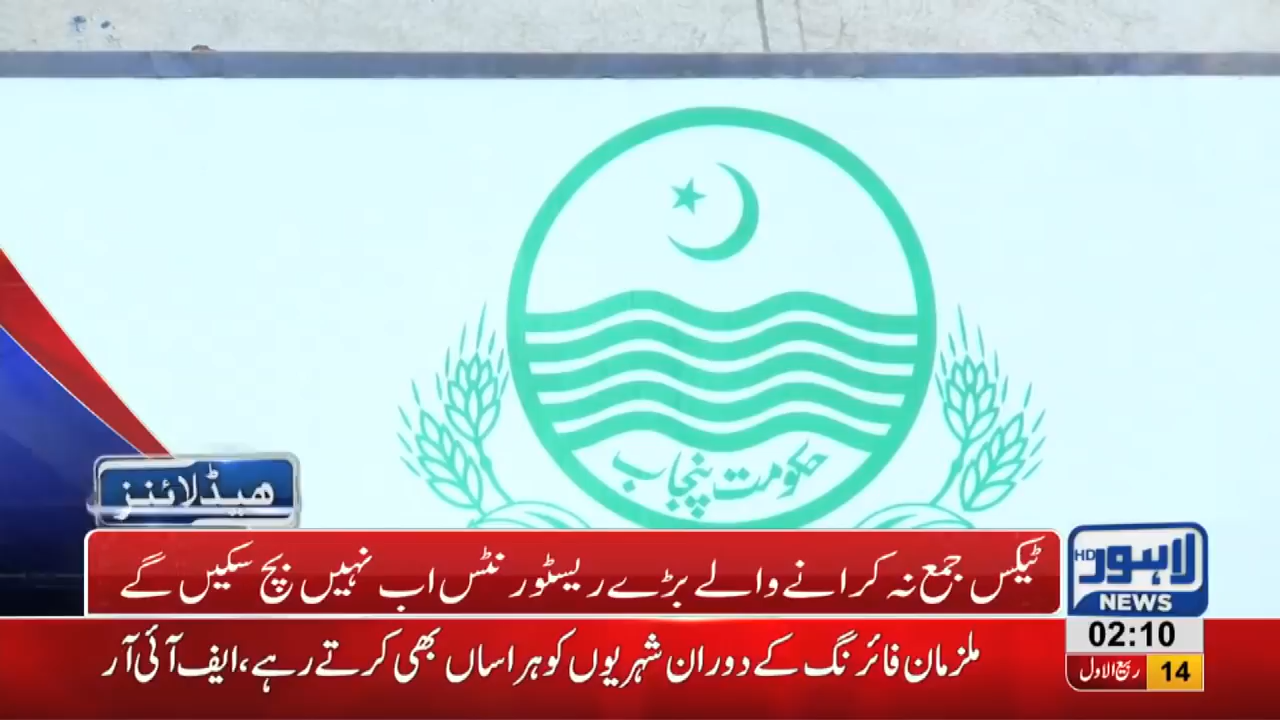 حکومت پنجاب
ھیڈلائنز
ٹیکس جمع نہ کرانے والے بڑے ریسٹورنٹس اب نہیں بچ سکیں گے
لاہور HD
NEWS
02:10
ملزمان فائرنگ کے دوران شہریوں کو ہراساں بھی کرتے رہے، ایف آئی آر
14 ربیع الاول